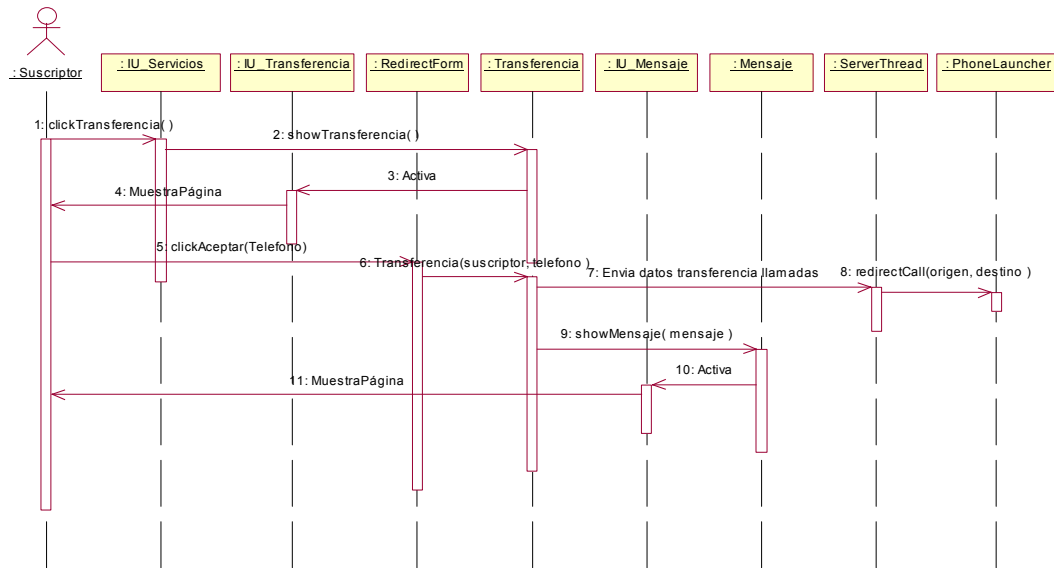 : Suscriptor
: IU_Servicios
: IU_Transferencia
: RedirectForm
: Transferencia
: IU_Mensaje
: Mensaje
: ServerThread
: PhoneLauncher
1: clickTransferencia( )
2: showTransferencia( )
3: Activa
4: MuestraPágina
5: clickAceptar(Telefono)
6: Transferencia(suscriptor, telefono )
7: Envia datos transferencia llamadas
8: redirectCall(origen, destino )
9: showMensaje( mensaje )
10: Activa
11: MuestraPágina